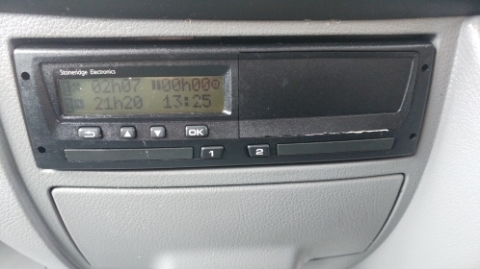 Stoneridge Electronics
02h07 00h00
21h20 13:25
OK
1 2